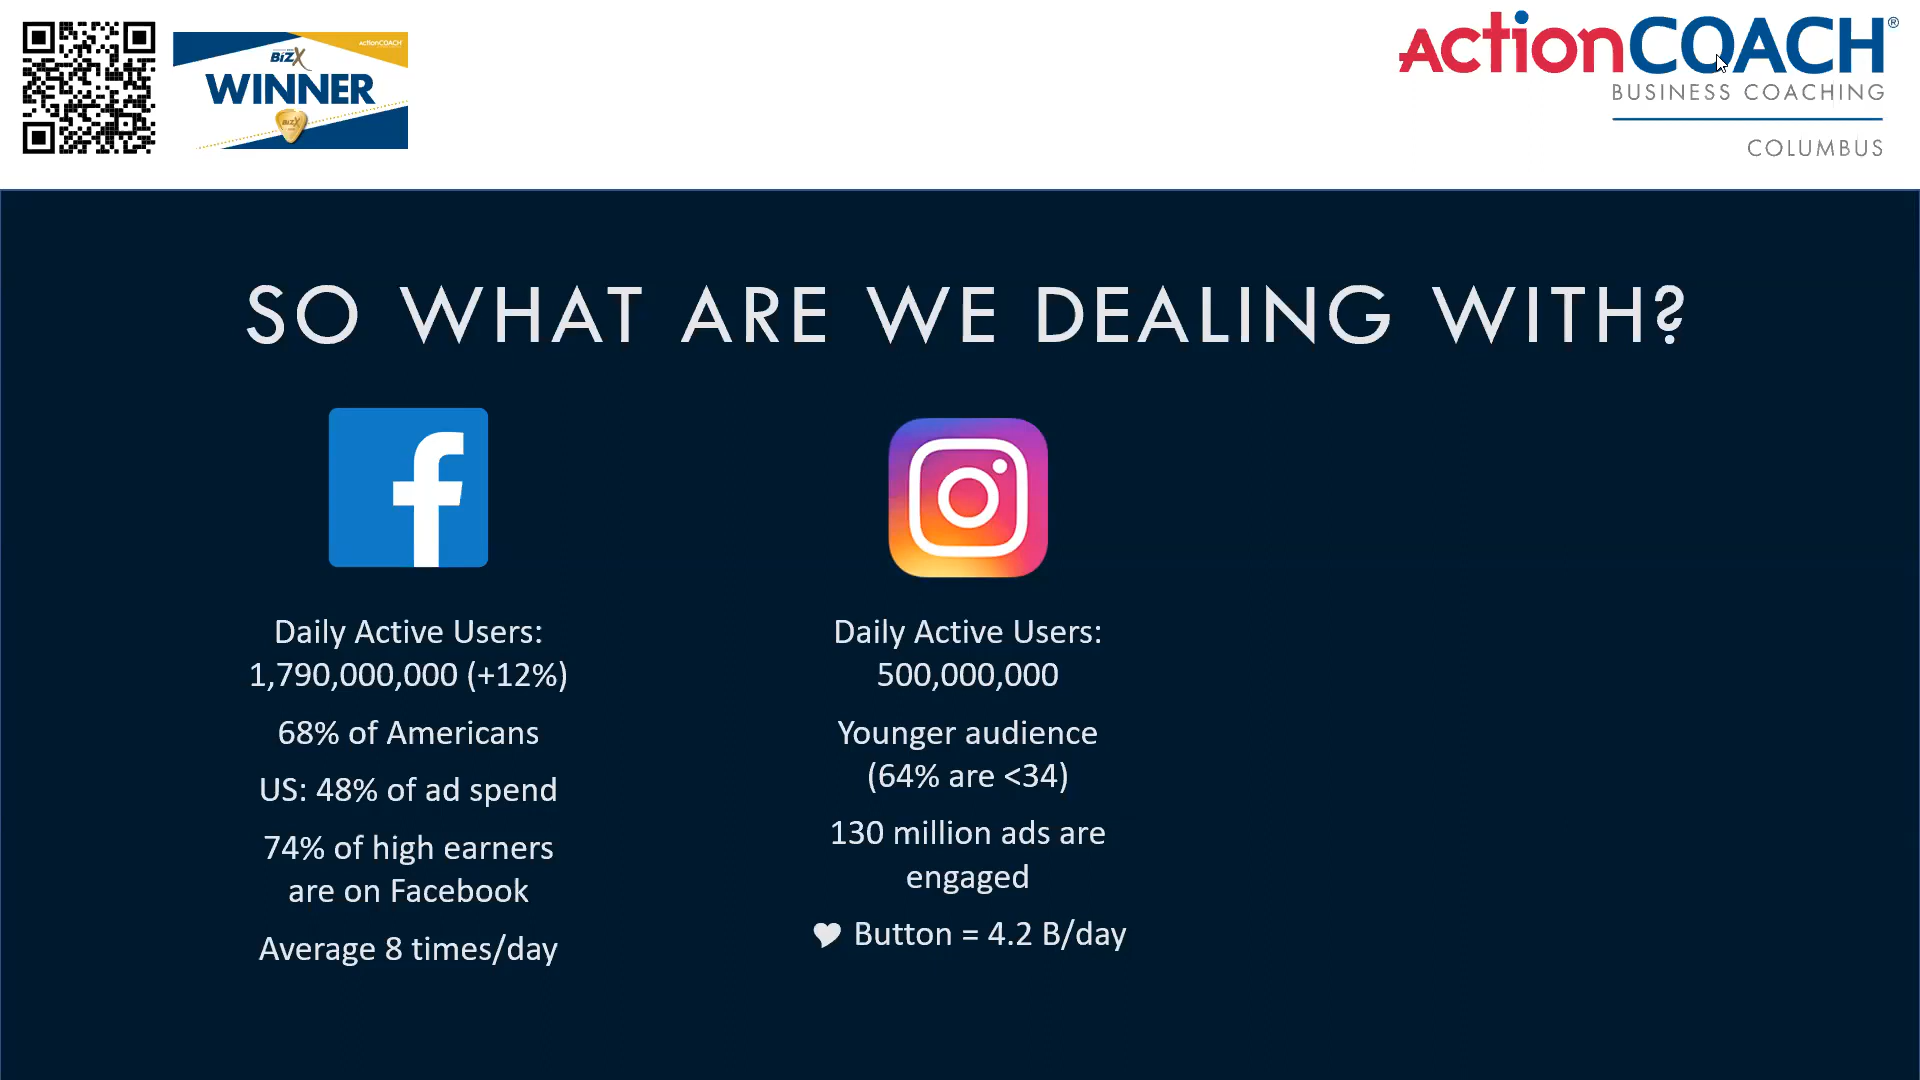 BIZX
actionCOACH
WINNER
BIZX
ActionCOACH®
BUSINESS COACHING
COLUMBUS
SO WHAT ARE WE DEALING WITH?
Daily Active Users:
1,790,000,000 (+12%)
68% of Americans
US: 48% of ad spend
74% of high earners
are on Facebook
Average 8 times/day
Daily Active Users:
500,000,000
Younger audience
(64% are <34)
130 million ads are
engaged
Button = 4.2 B/day